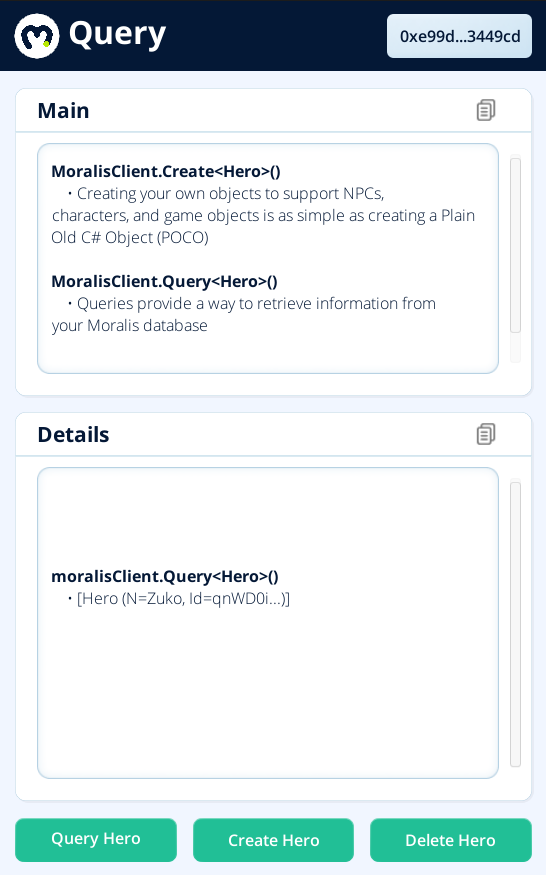 Query
0xe99d...3449cd
Main
MoralisClient.Create<Hero>()
• Creating your own objects to support NPCs,
characters, and game objects is as simple as creating a Plain
Old C# Object (POCO)
MoralisClient.Query<Hero>()
• Queries provide a way to retrieve information from
your Moralis database
Details
moralisClient.Query<Hero>()
• [Hero (N=Zuko, Id=qnWD0i...)]
Query Hero
Create Hero
Delete Hero